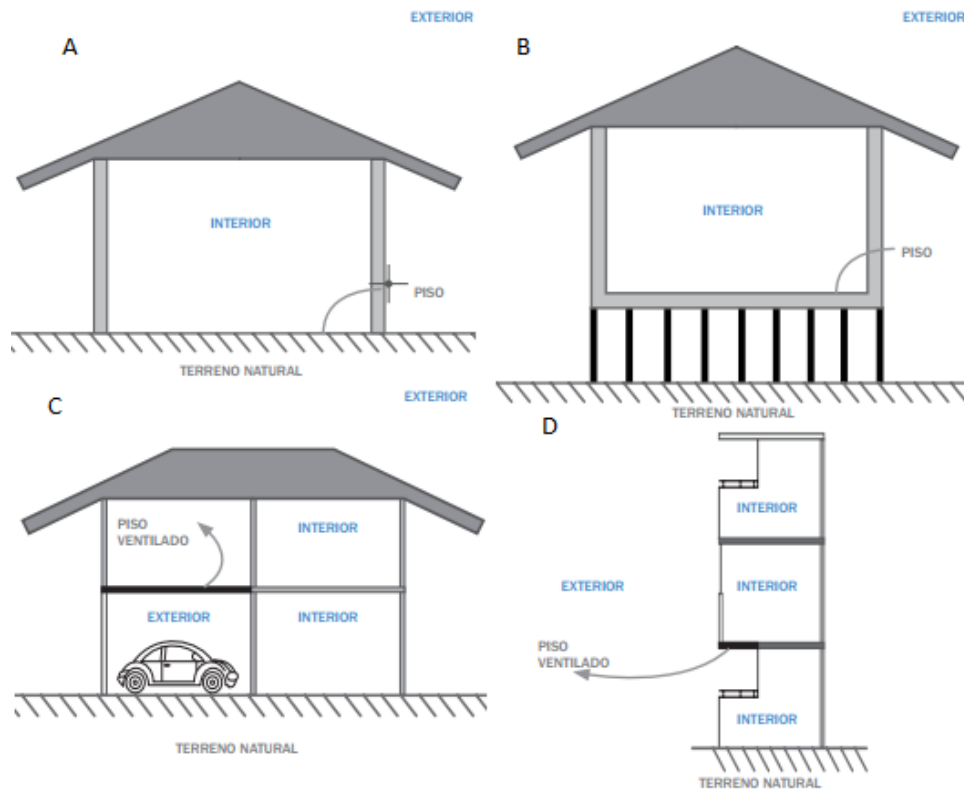 EXTERIOR
A
INTERIOR
PISO
TERRENO NATURAL
EXTERIOR
B
INTERIOR
PISO
TERRENO NATURAL
EXTERIOR
C
PISO
VENTILADO
INTERIOR
EXTERIOR
INTERIOR
TERRENO NATURAL
D
INTERIOR
EXTERIOR
INTERIOR
PISO
VENTILADO
INTERIOR
TERRENO NATURAL